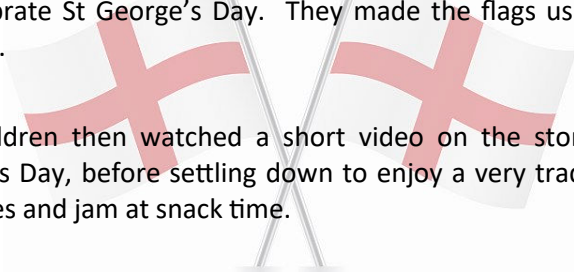 brate St George’s Day. They made the flags us
.
ldren then watched a short video on the stor
s Day, before settling down to enjoy a very trad
es and jam at snack time.